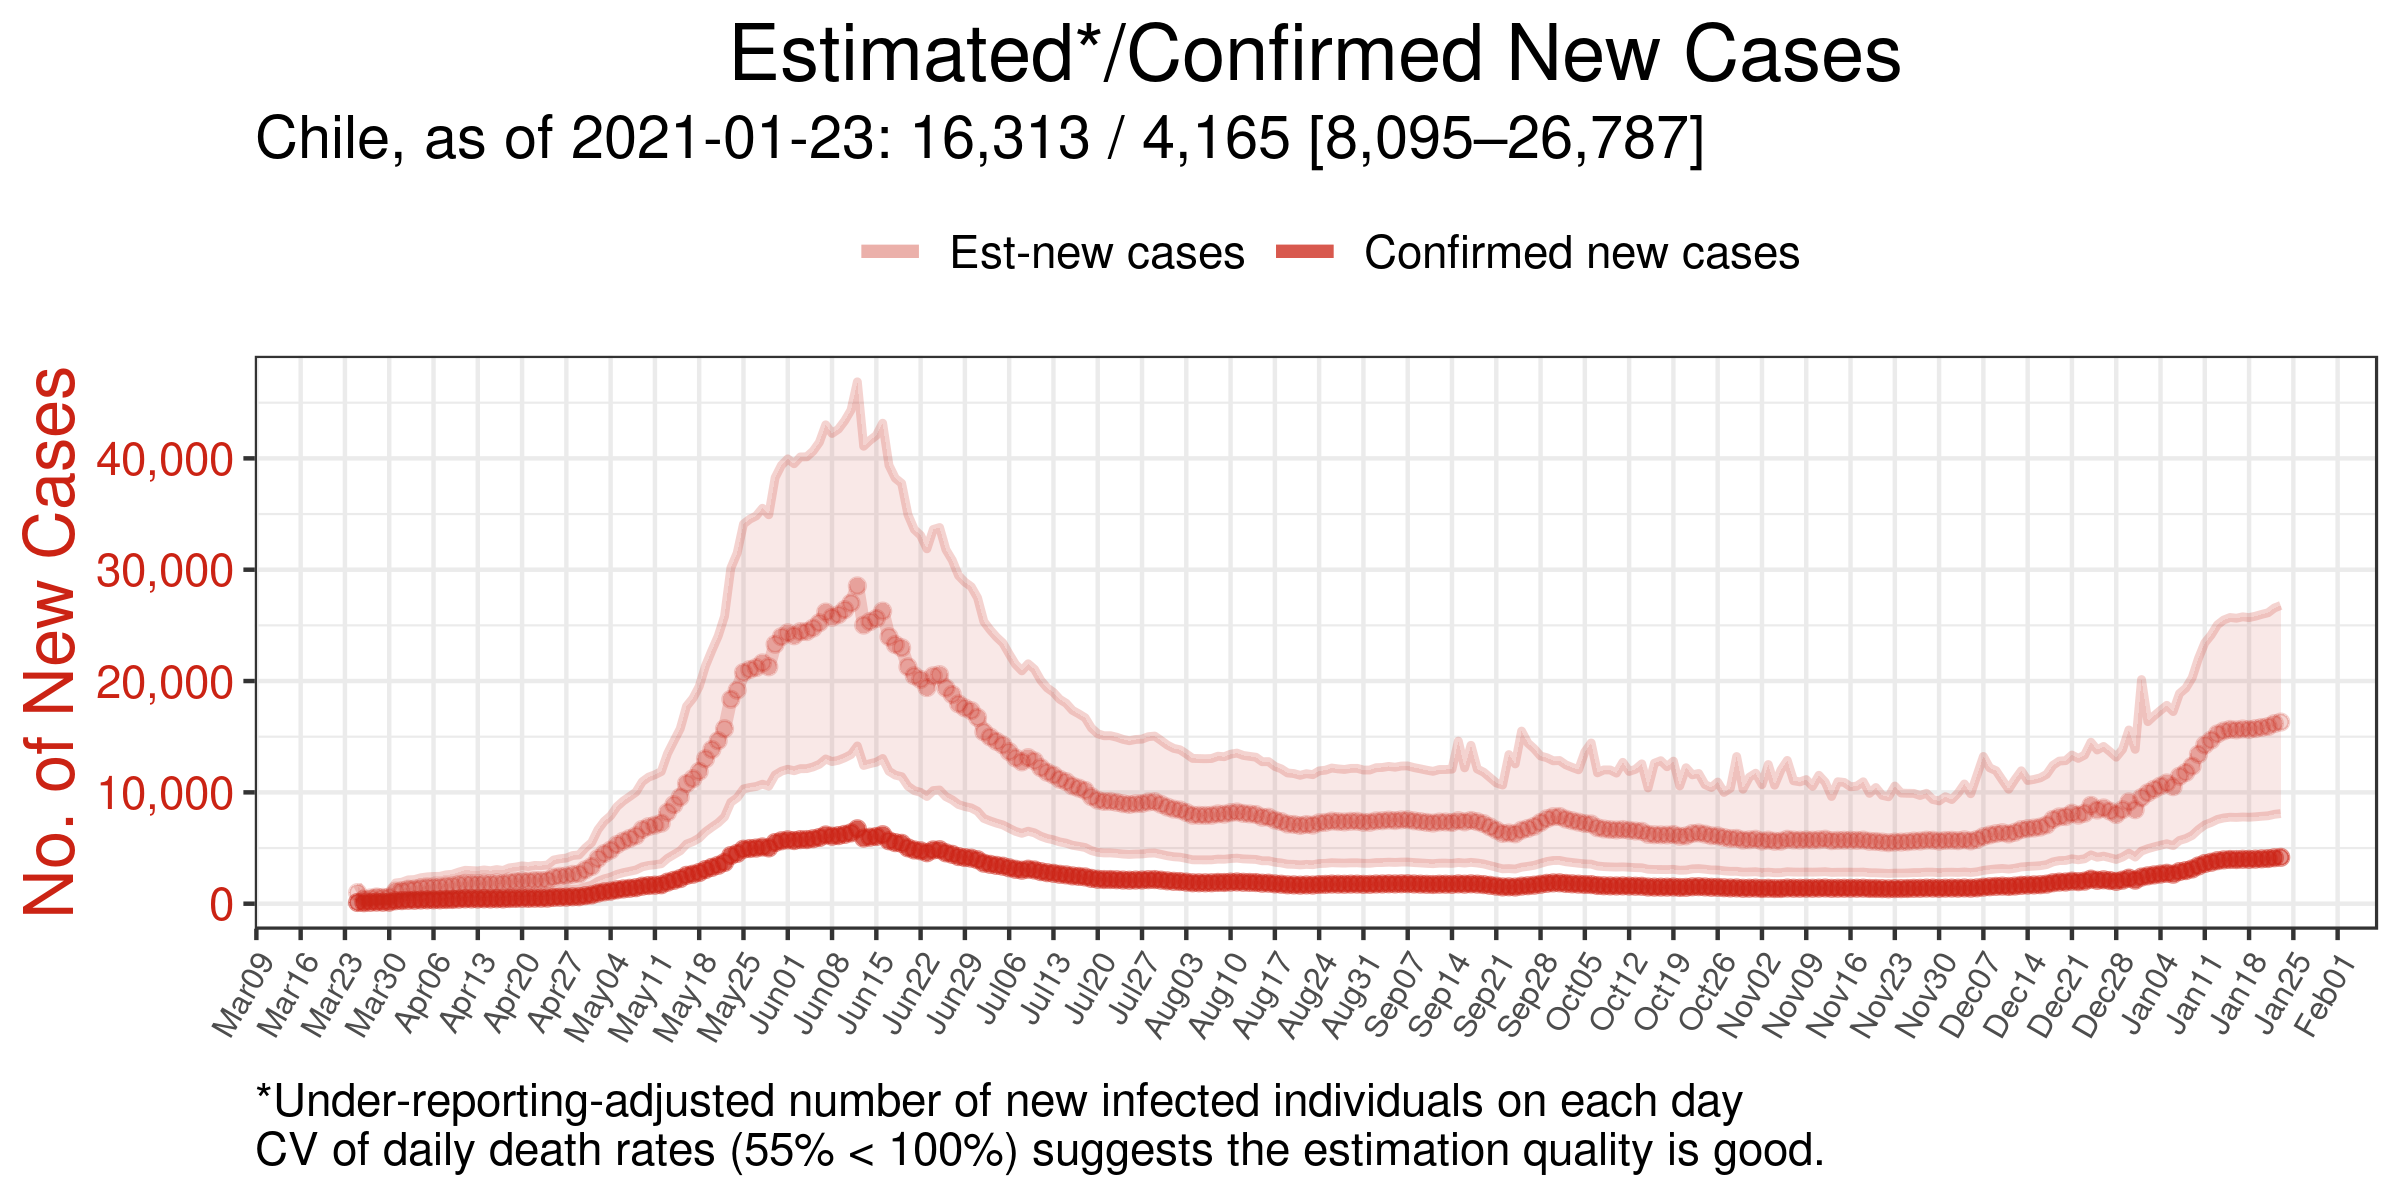 Estimated*/Confirmed New Cases
Chile, as of 2021-01-23: 16,313 / 4,165 [8,095–26,787]
Est-new cases Confirmed new cases
No. of New Cases
40,000
30,000
20,000
10,000
0
Mar09 Mar16 Mar23 Mar30 Apr06 Apr13 Apr20 Apr27 May04 May11 May18 May25 Jun01 Jun08 Jun15 Jun22 Jun29 Jul06 Jul13 Jul20 Jul27 Aug03 Aug10 Aug17 Aug24 Aug31 Sep07 Sep14 Sep21 Sep28 Oct05 Oct12 Oct19 Oct26 Nov02 Nov09 Nov16 Nov23 Nov30 Dec07 Dec14 Dec21 Dec28 Jan04 Jan11 Jan18 Jan25 Feb01
*Under-reporting-adjusted number of new infected individuals on each day
CV of daily death rates (55% < 100%) suggests the estimation quality is good.